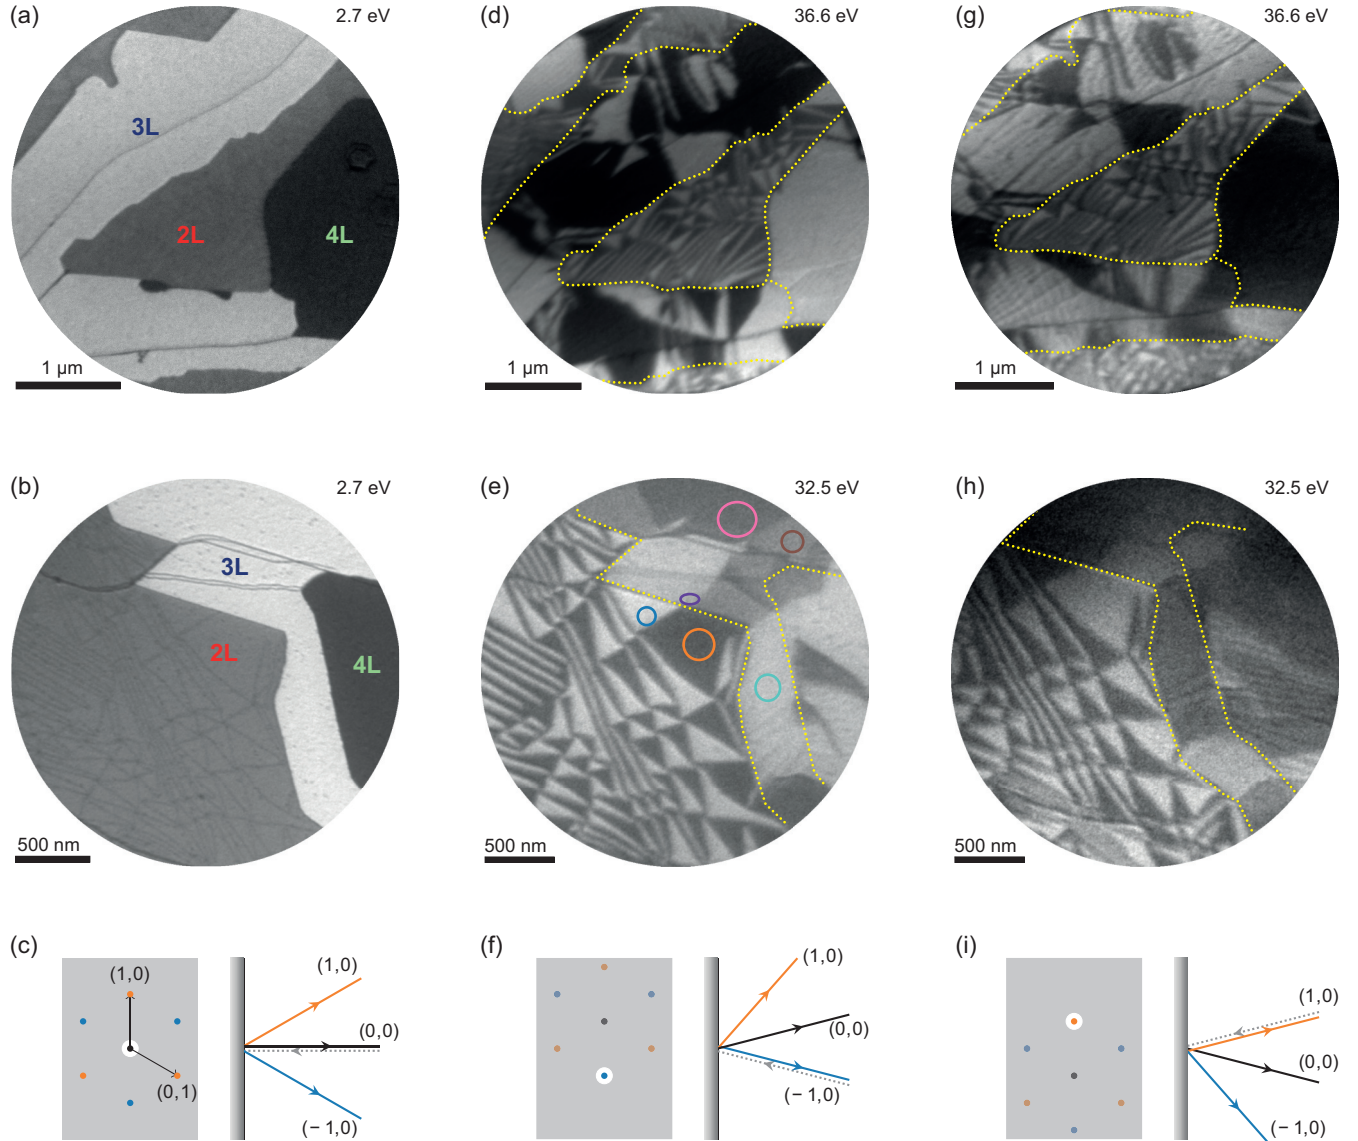 (a) 2.7 eV
3L
2L
4L
1 µm
(d) 36.6 eV
1 µm
(g) 36.6 eV
1 µm
(b) 2.7 eV
3L
2L
4L
500 nm
(e) 32.5 eV
500 nm
(h) 32.5 eV
500 nm
(c)
(1,0)
(0,1)
(1,0)
(0,0)
(−1,0)
(f)
(1,0)
(0,0)
(−1,0)
(i)
(1,0)
(0,0)
(−1,0)